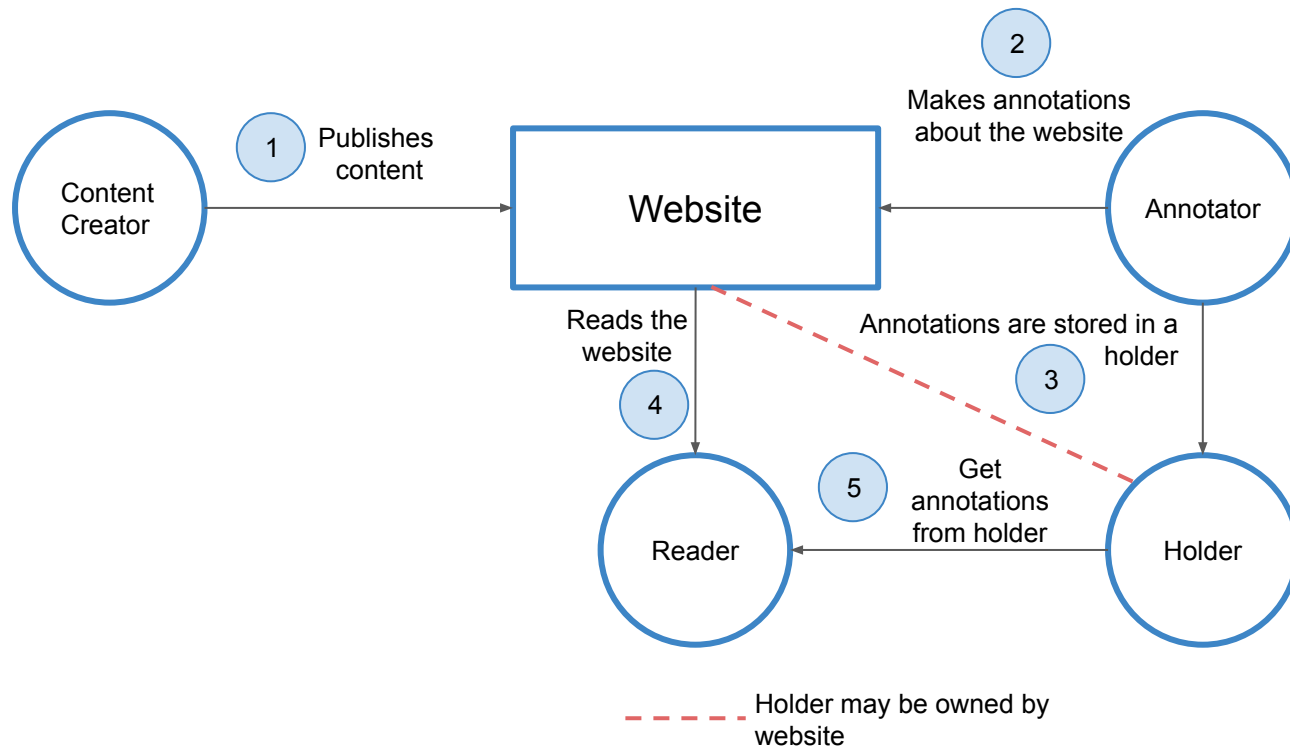 2
Makes annotations
about the website
1
Publishes
content
Content
Creator
Website
Annotator
Reads the
website
Annotations are stored in a
holder
3
4
5
Get
annotations
from holder
Reader
Holder
Holder may be owned by
website